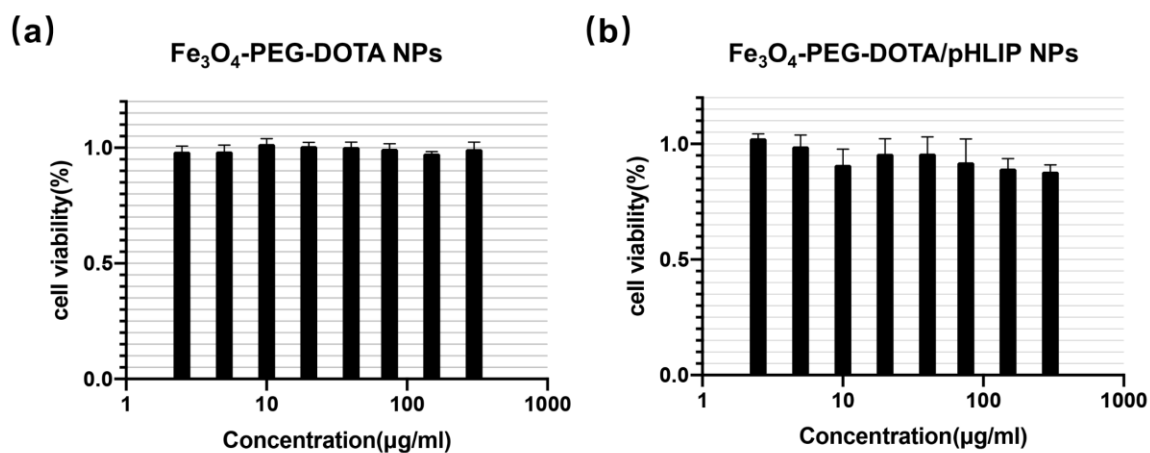 (a)
Fe₃O₄-PEG-DOTA NPs
cell viability(%)
1.0
0.5
0.0
1 10 100 1000
Concentration(μg/ml)
(b)
Fe₃O₄-PEG-DOTA/pHLIP NPs
cell viability(%)
1.0
0.5
0.0
1 10 100 1000
Concentration(μg/ml)